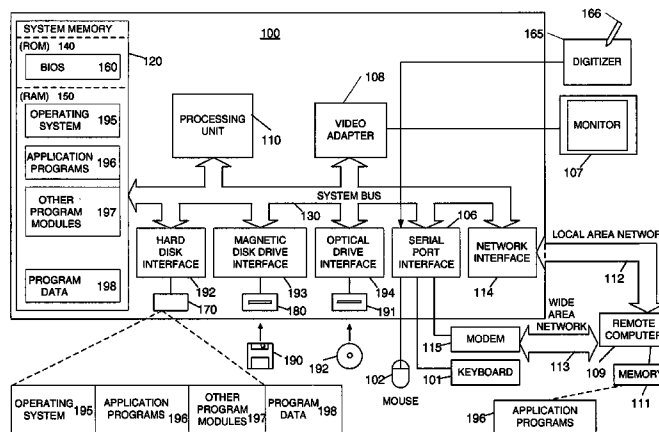 SYSTEM MEMORY
(ROM) 140
BIOS 160
(RAM) 150
OPERATING SYSTEM 195
APPLICATION PROGRAMS 196
OTHER PROGRAM MODULES 197
PROGRAM DATA 198
120
100
PROCESSING UNIT
110
108
VIDEO ADAPTER
165
166
DIGITIZER
MONITOR
107
SYSTEM BUS
130
106
HARD DISK INTERFACE
192
MAGNETIC DISK DRIVE INTERFACE
193
OPTICAL DRIVE INTERFACE
194
SERIAL PORT INTERFACE
NETWORK INTERFACE
114
LOCAL AREA NETWORK
112
170
180
191
190
192
WIDE AREA NETWORK
113
115
MODEM
101
KEYBOARD
102
MOUSE
REMOTE COMPUTER
109
MEMORY
111
OPERATING SYSTEM 195
APPLICATION PROGRAMS 196
OTHER PROGRAM MODULES 197
PROGRAM DATA 198
196
APPLICATION PROGRAMS